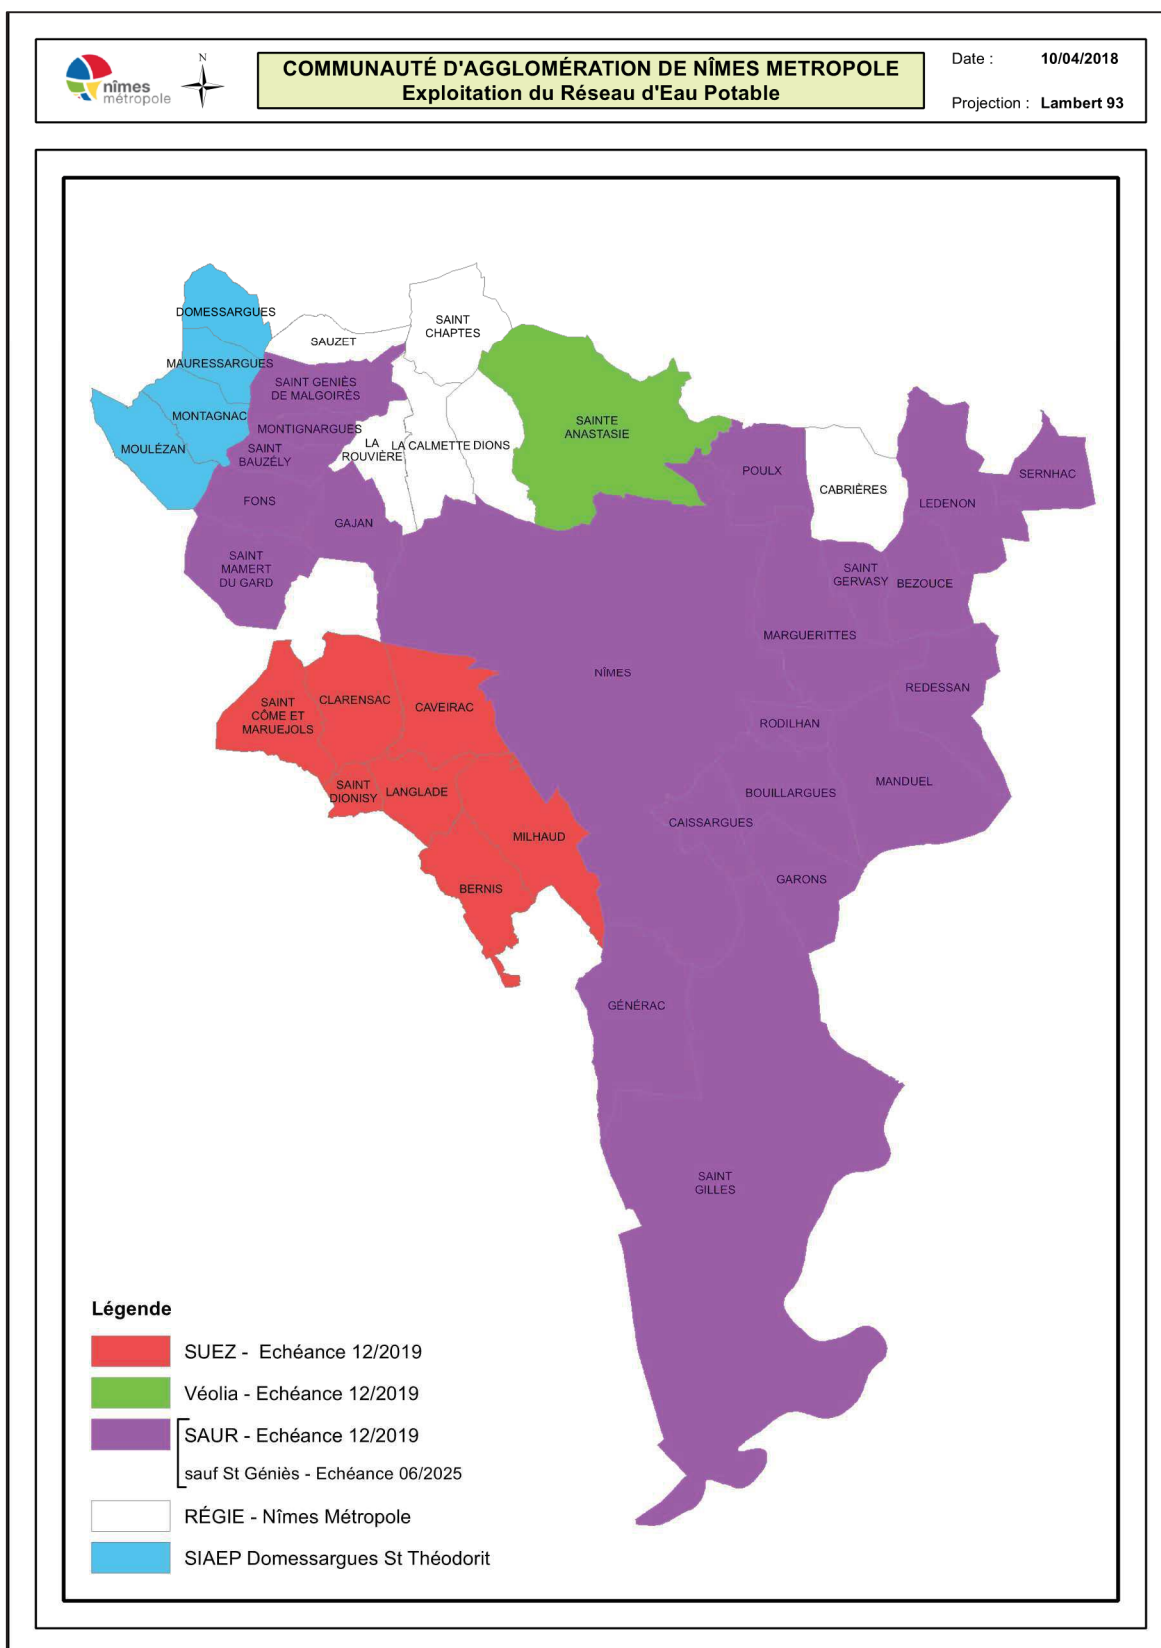 nîmes
métropole
N
COMMUNAUTÉ D'AGGLOMÉRATION DE NÎMES METROPOLE
Exploitation du Réseau d'Eau Potable
Date : 10/04/2018
Projection : Lambert 93
DOMESSARGUES
SAINT
CHAPTES
SAUZET
MAURESSARGUES
SAINT GENIÉS
DE MALGOIRÈS
MONTAGNAC
SAINTE
ANASTASIE
MONTIGNARGUES
MOULÉZAN
SAINT
BAUZÉLY
LA
ROUVIÈRE
LA CALMETTE
DIONS
POULX
SERNHAC
CABRIÈRES
FONS
LEDENON
GAJAN
SAINT
MAMERT
DU GARD
SAINT
GERVASY
BEZOUCE
MARGUERITTES
NÎMES
REDESSAN
SAINT
CÔME ET
MARUEJOLS
CLARENSAC
CAVEIRAC
RODILHAN
SAINT
DIONISY
LANGLADE
MANDUEL
BOUILLARGUES
CAISSARGUES
MILHAUD
BERNIS
GARONS
GÉNÉRAC
SAINT
GILLES
Légende
SUEZ - Echéance 12/2019
Véolia - Echéance 12/2019
SAUR - Echéance 12/2019
sauf St Géniès - Echéance 06/2025
RÉGIE - Nîmes Métropole
SIAEP Domessargues St Théodorit